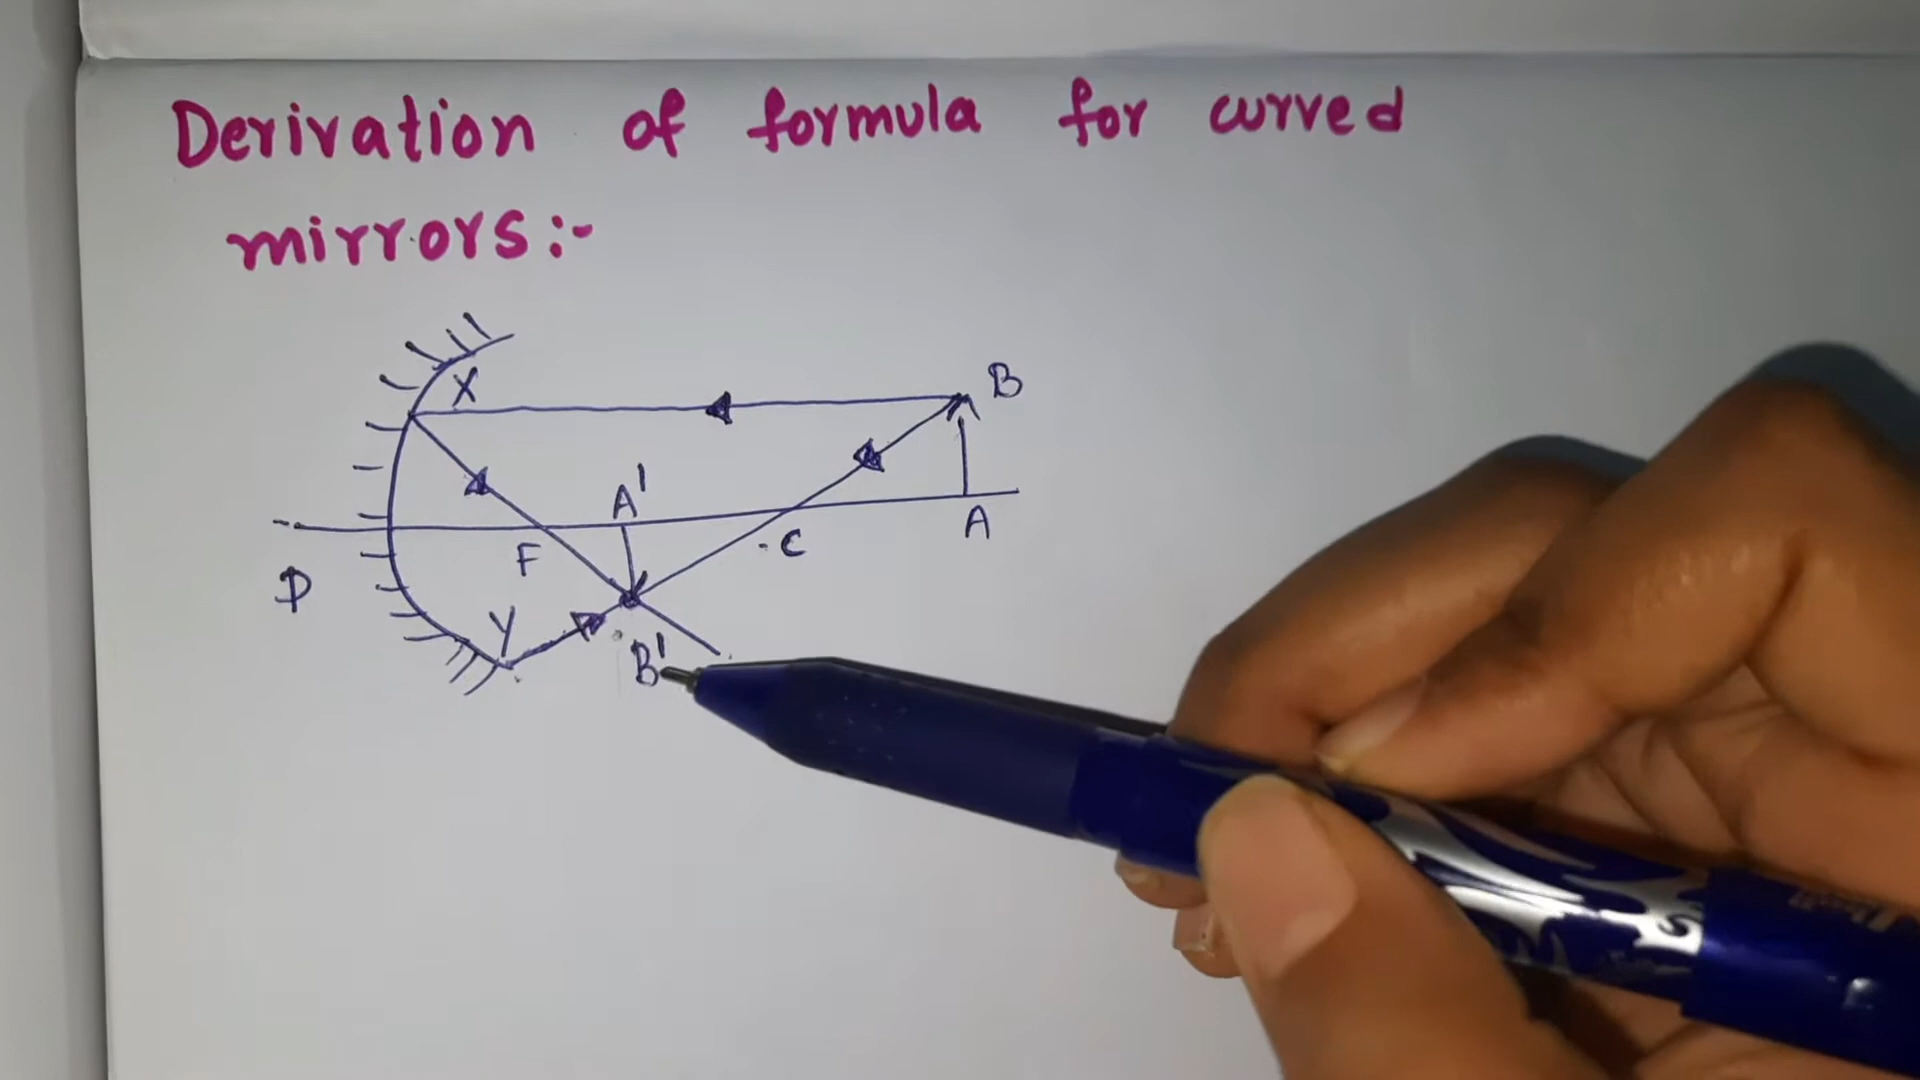 Derivation of formula for curved
mirrors:-
X
B
A'
A
F
C
P
Y
B'